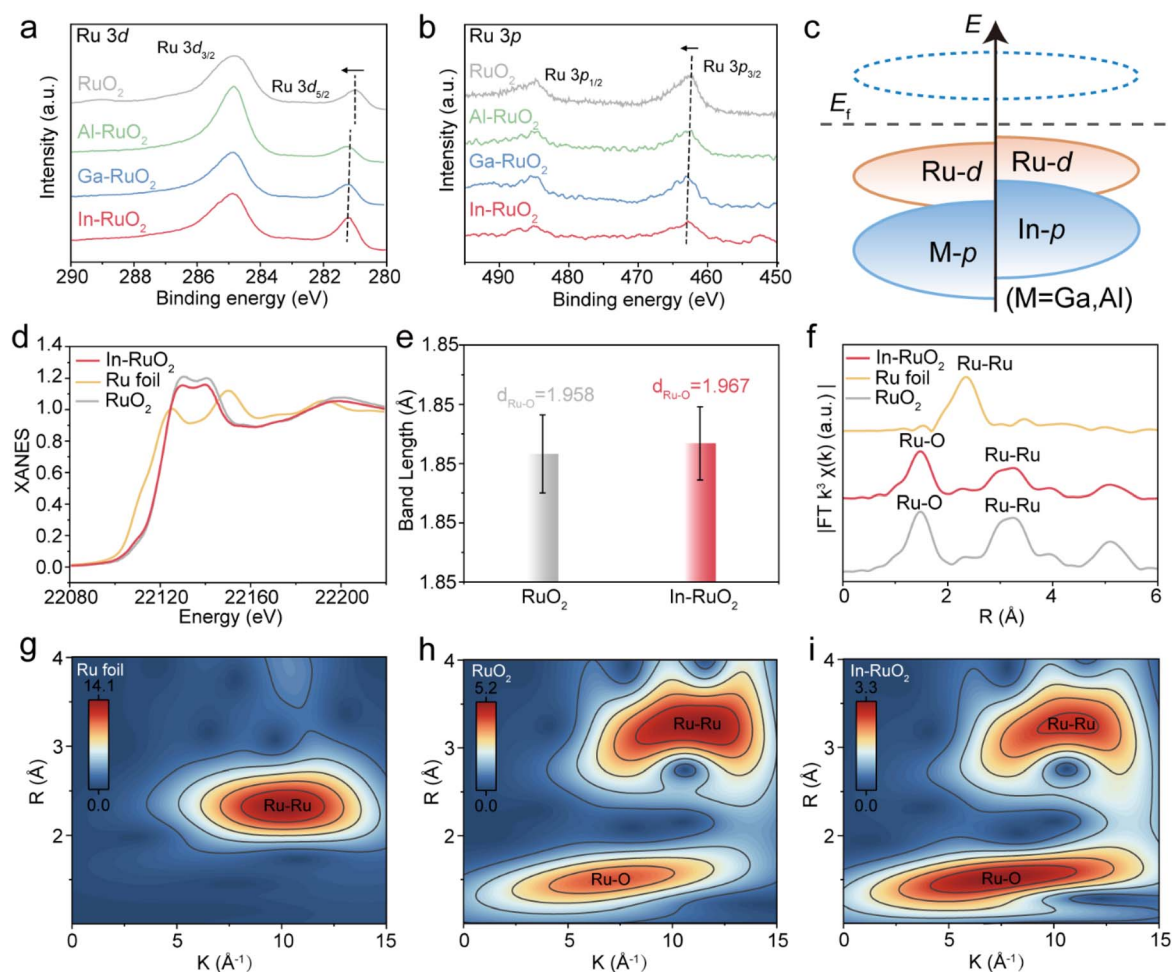 a
Ru 3d
Ru 3d3/2
Ru 3d5/2
RuO2
Al-RuO2
Ga-RuO2
In-RuO2
Intensity (a.u.)
290 288 286 284 282 280
Binding energy (eV)
b
Ru 3p
RuO2
Ru 3p1/2
Ru 3p3/2
Al-RuO2
Ga-RuO2
In-RuO2
Intensity (a.u.)
490 480 470 460 450
Binding energy (eV)
c
E
Ef
Ru-d
Ru-d
M-p
In-p
(M=Ga,Al)
d
In-RuO2
Ru foil
RuO2
XANES
1.4
1.2
1.0
0.8
0.6
0.4
0.2
0.0
22080 22120 22160 22200
Energy (eV)
e
Band Length (Å)
1.85
1.85
1.85
1.85
1.85
dRu-O=1.958
dRu-O=1.967
RuO2
In-RuO2
f
In-RuO2
Ru foil
RuO2
|FT k³ χ(k) (a.u.) |
Ru-Ru
Ru-O
Ru-Ru
Ru-O
Ru-Ru
0 2 4 6
R (Å)
g
Ru foil
14.1
0.0
Ru-Ru
R (Å)
4
3
2
0 5 10 15
K (Å⁻¹)
h
RuO2
5.2
0.0
Ru-Ru
Ru-O
R (Å)
4
3
2
0 5 10 15
K (Å⁻¹)
i
In-RuO2
3.3
0.0
Ru-Ru
Ru-O
R (Å)
4
3
2
0 5 10 15
K (Å⁻¹)